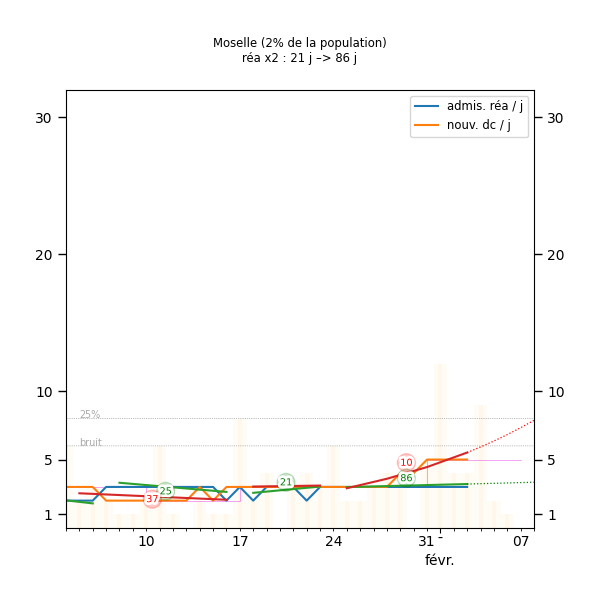 Moselle (2% de la population)
réa x2 : 21 j –> 86 j
admis. réa / j
nouv. dc / j
30 30
20 20
10 10
25%
bruit
5 5
10
86
21
25
37
1 1
10 17 24 31 07
févr.